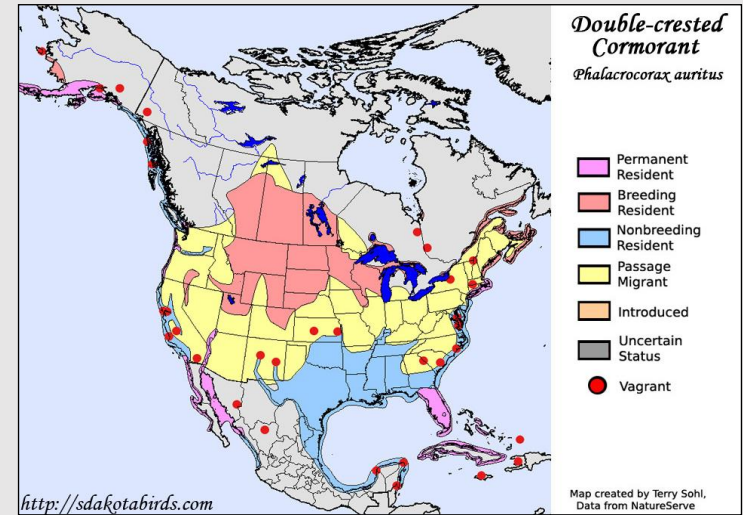 Double-crested
Cormorant
Phalacrocorax auritus
Permanent
Resident
Breeding
Resident
Nonbreeding
Resident
Passage
Migrant
Introduced
Uncertain
Status
Vagrant
http://sdakotabirds.com
Map created by Terry Sohl,
Data from NatureServe